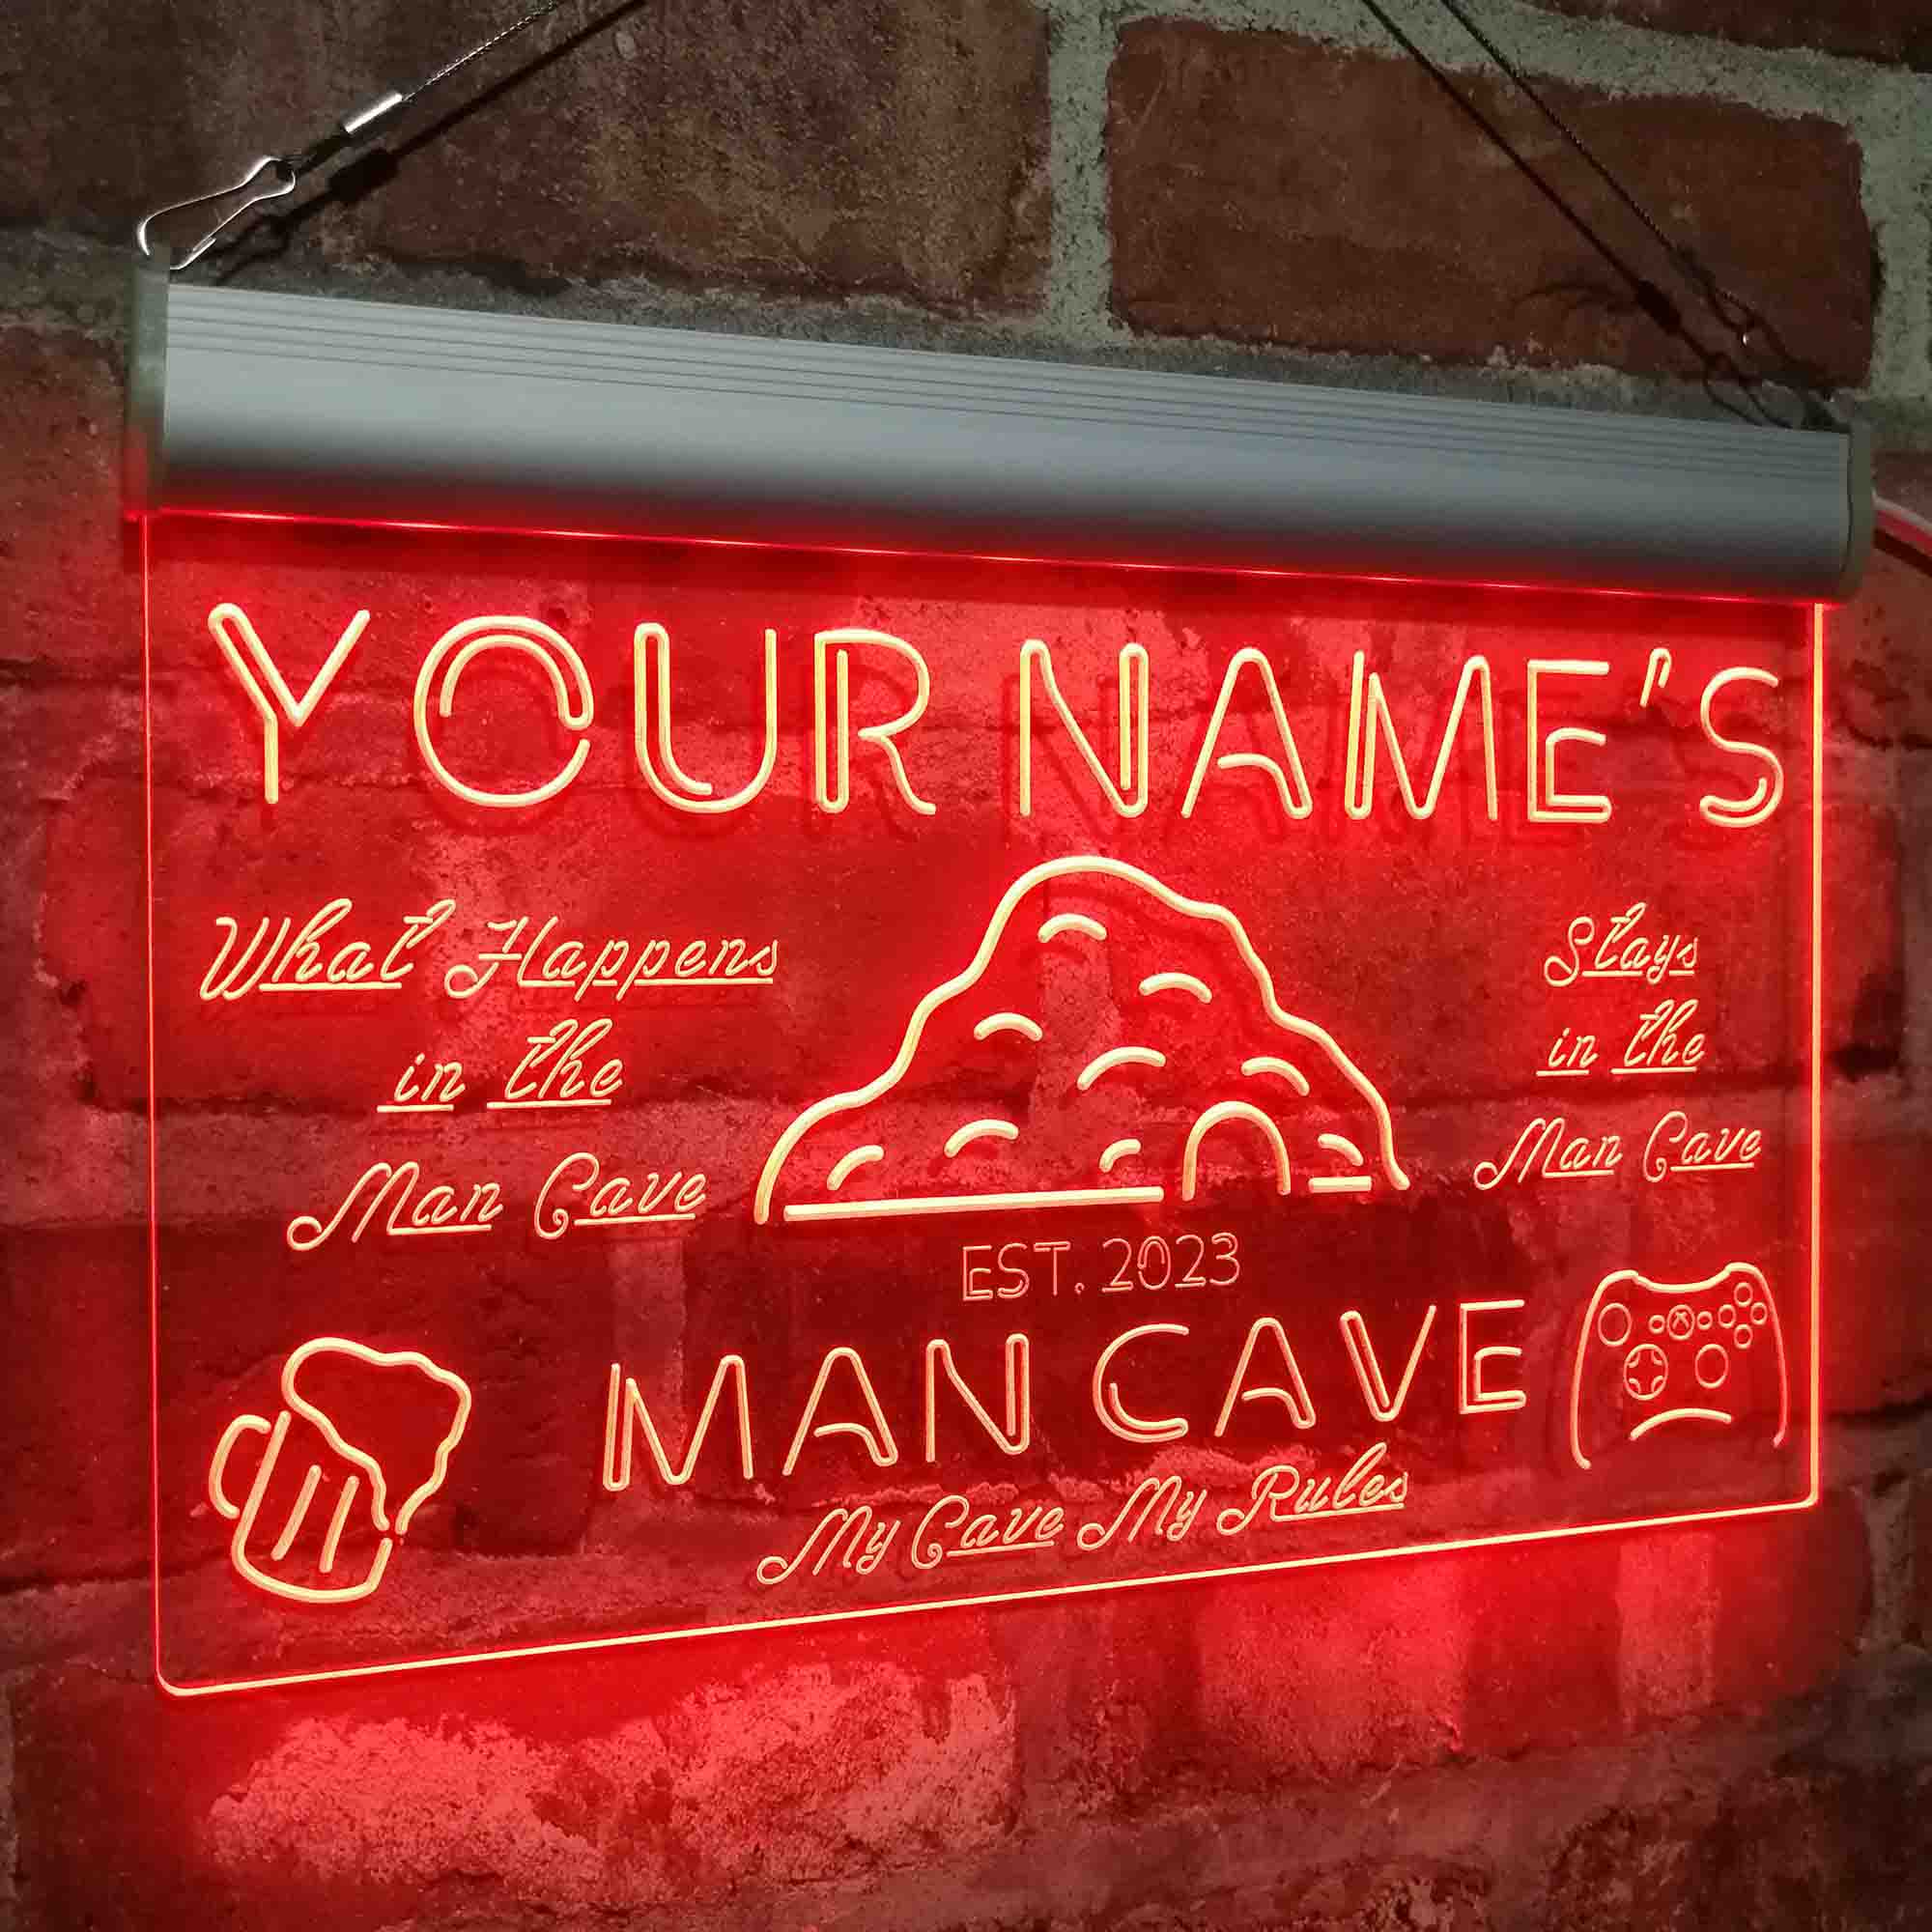 YOUR NAME'S
What Happens
in the
Man Cave
Stays
in the
Man Cave
EST. 2023
MAN CAVE
My Cave My Rules